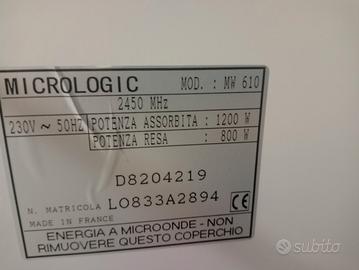 MICROLOGIC MOD. : MW 610
2450 MHz
230V ~ 50HZ POTENZA ASSORBITA : 1200 W
POTENZA RESA : 800 W
D8204219
N. MATRICOLA LO833A2894 CE
MADE IN FRANCE
ENERGIA A MICROONDE - NON
RIMUOVERE QUESTO COPERCHIO
subito